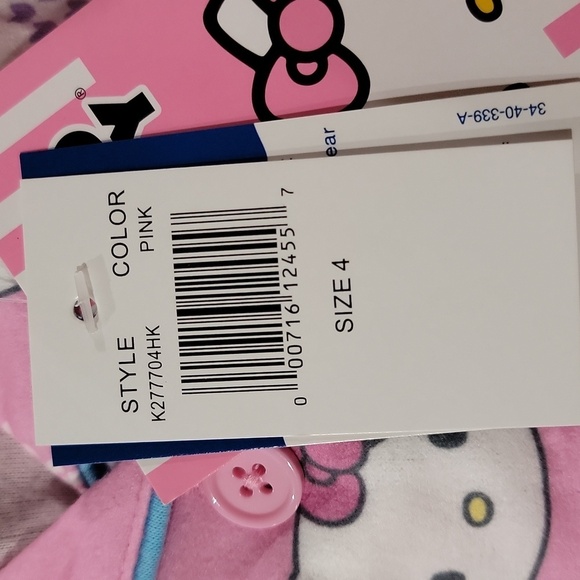 STYLE COLOR
K277704HK PINK
0 00716 12455 7
SIZE 4
ear
34-40-339-A
®